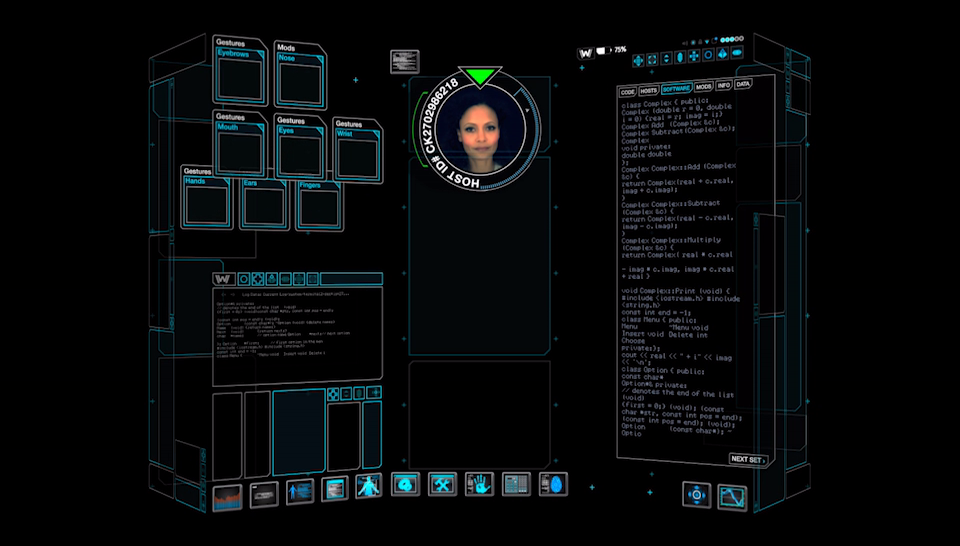 Gestures
Eyebrows
Mods
Nose
Gestures
Mouth
Gestures
Eyes
Gestures
Wrist
Gestures
Hands
Ears
Fingers
HOST ID# CK2702986218
W
75%
CODE
HOSTS
SOFTWARE
MODS
INFO
DATA
class Complex { public:
Complex (double r = 0, double
i = 0) {real = r; imag = i;}
Complex Add (Complex &c);
Complex Subtract(Complex &c);
Complex
void private:
double double
};
Complex Complex::Add (Complex
&c) {
return Complex(real + c.real,
imag + c.imag);
}
Complex Complex::Subtract
(Complex &c) {
return Complex(real - c.real,
imag - c.imag);
}
Complex Complex::Multiply
(Complex &c) {
return Complex( real * c.real
- imag * c.imag, imag * c.real
+ real )
void Complex::Print (void) {
#include (iostream.h) #include
(string.h)
const int end = -1;
class Menu { public:
Menu ~Menu void
Insert void Delete int
Choose
private:};
cout << real << " + i" << imag
<< '\n';
class Option { public:
const char*
Option*& private:
// denotes the end of the list
(void)
{first = 0;} (void); (const
char *str, const int pos = end);
(const int pos = end); (void);
Option (const char*); ~
Optio
NEXT SET ›
W